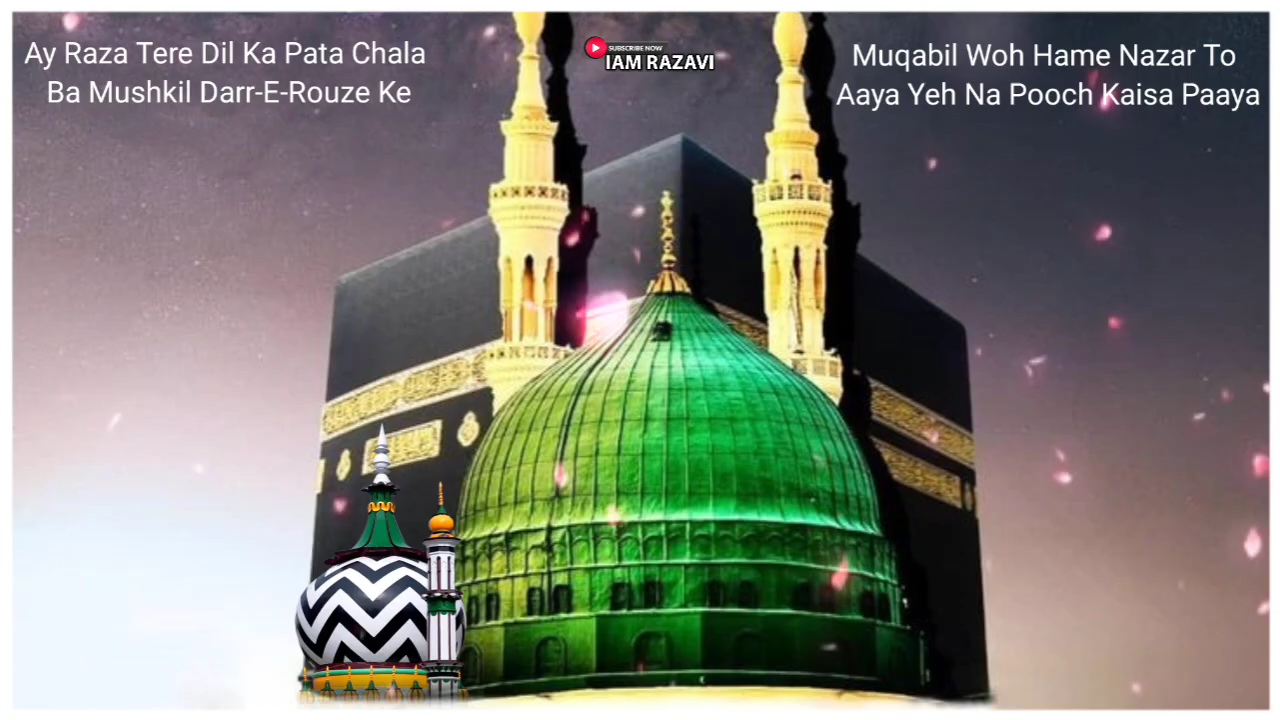 Ay Raza Tere Dil Ka Pata Chala
Ba Mushkil Darr-E-Rouze Ke
SUBSCRIBE NOW
IAM RAZAVI
Muqabil Woh Hame Nazar To
Aaya Yeh Na Pooch Kaisa Paaya